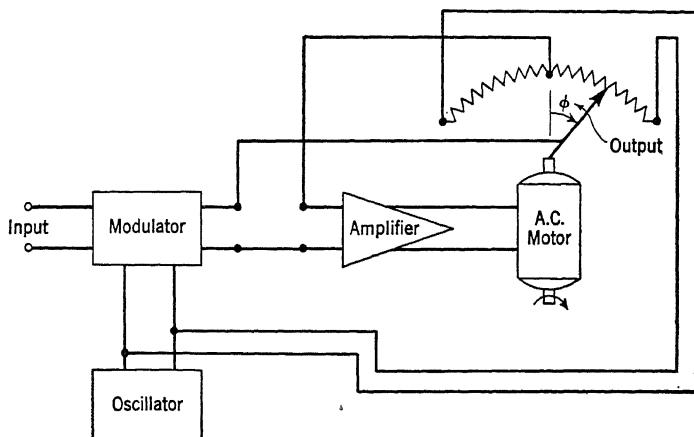 ϕ
Output
Input
Modulator
Amplifier
A.C.
Motor
Oscillator